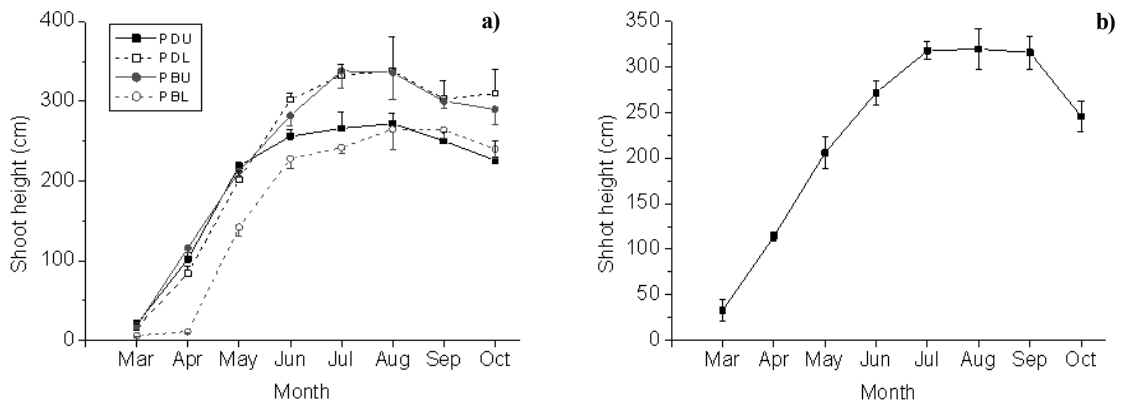 a)
PDU
PDL
PBU
PBL
400
300
200
100
0
Shoot height (cm)
Mar Apr May Jun Jul Aug Sep Oct
Month
b)
350
300
250
200
150
100
50
0
Shhot height (cm)
Mar Apr May Jun Jul Aug Sep Oct
Month